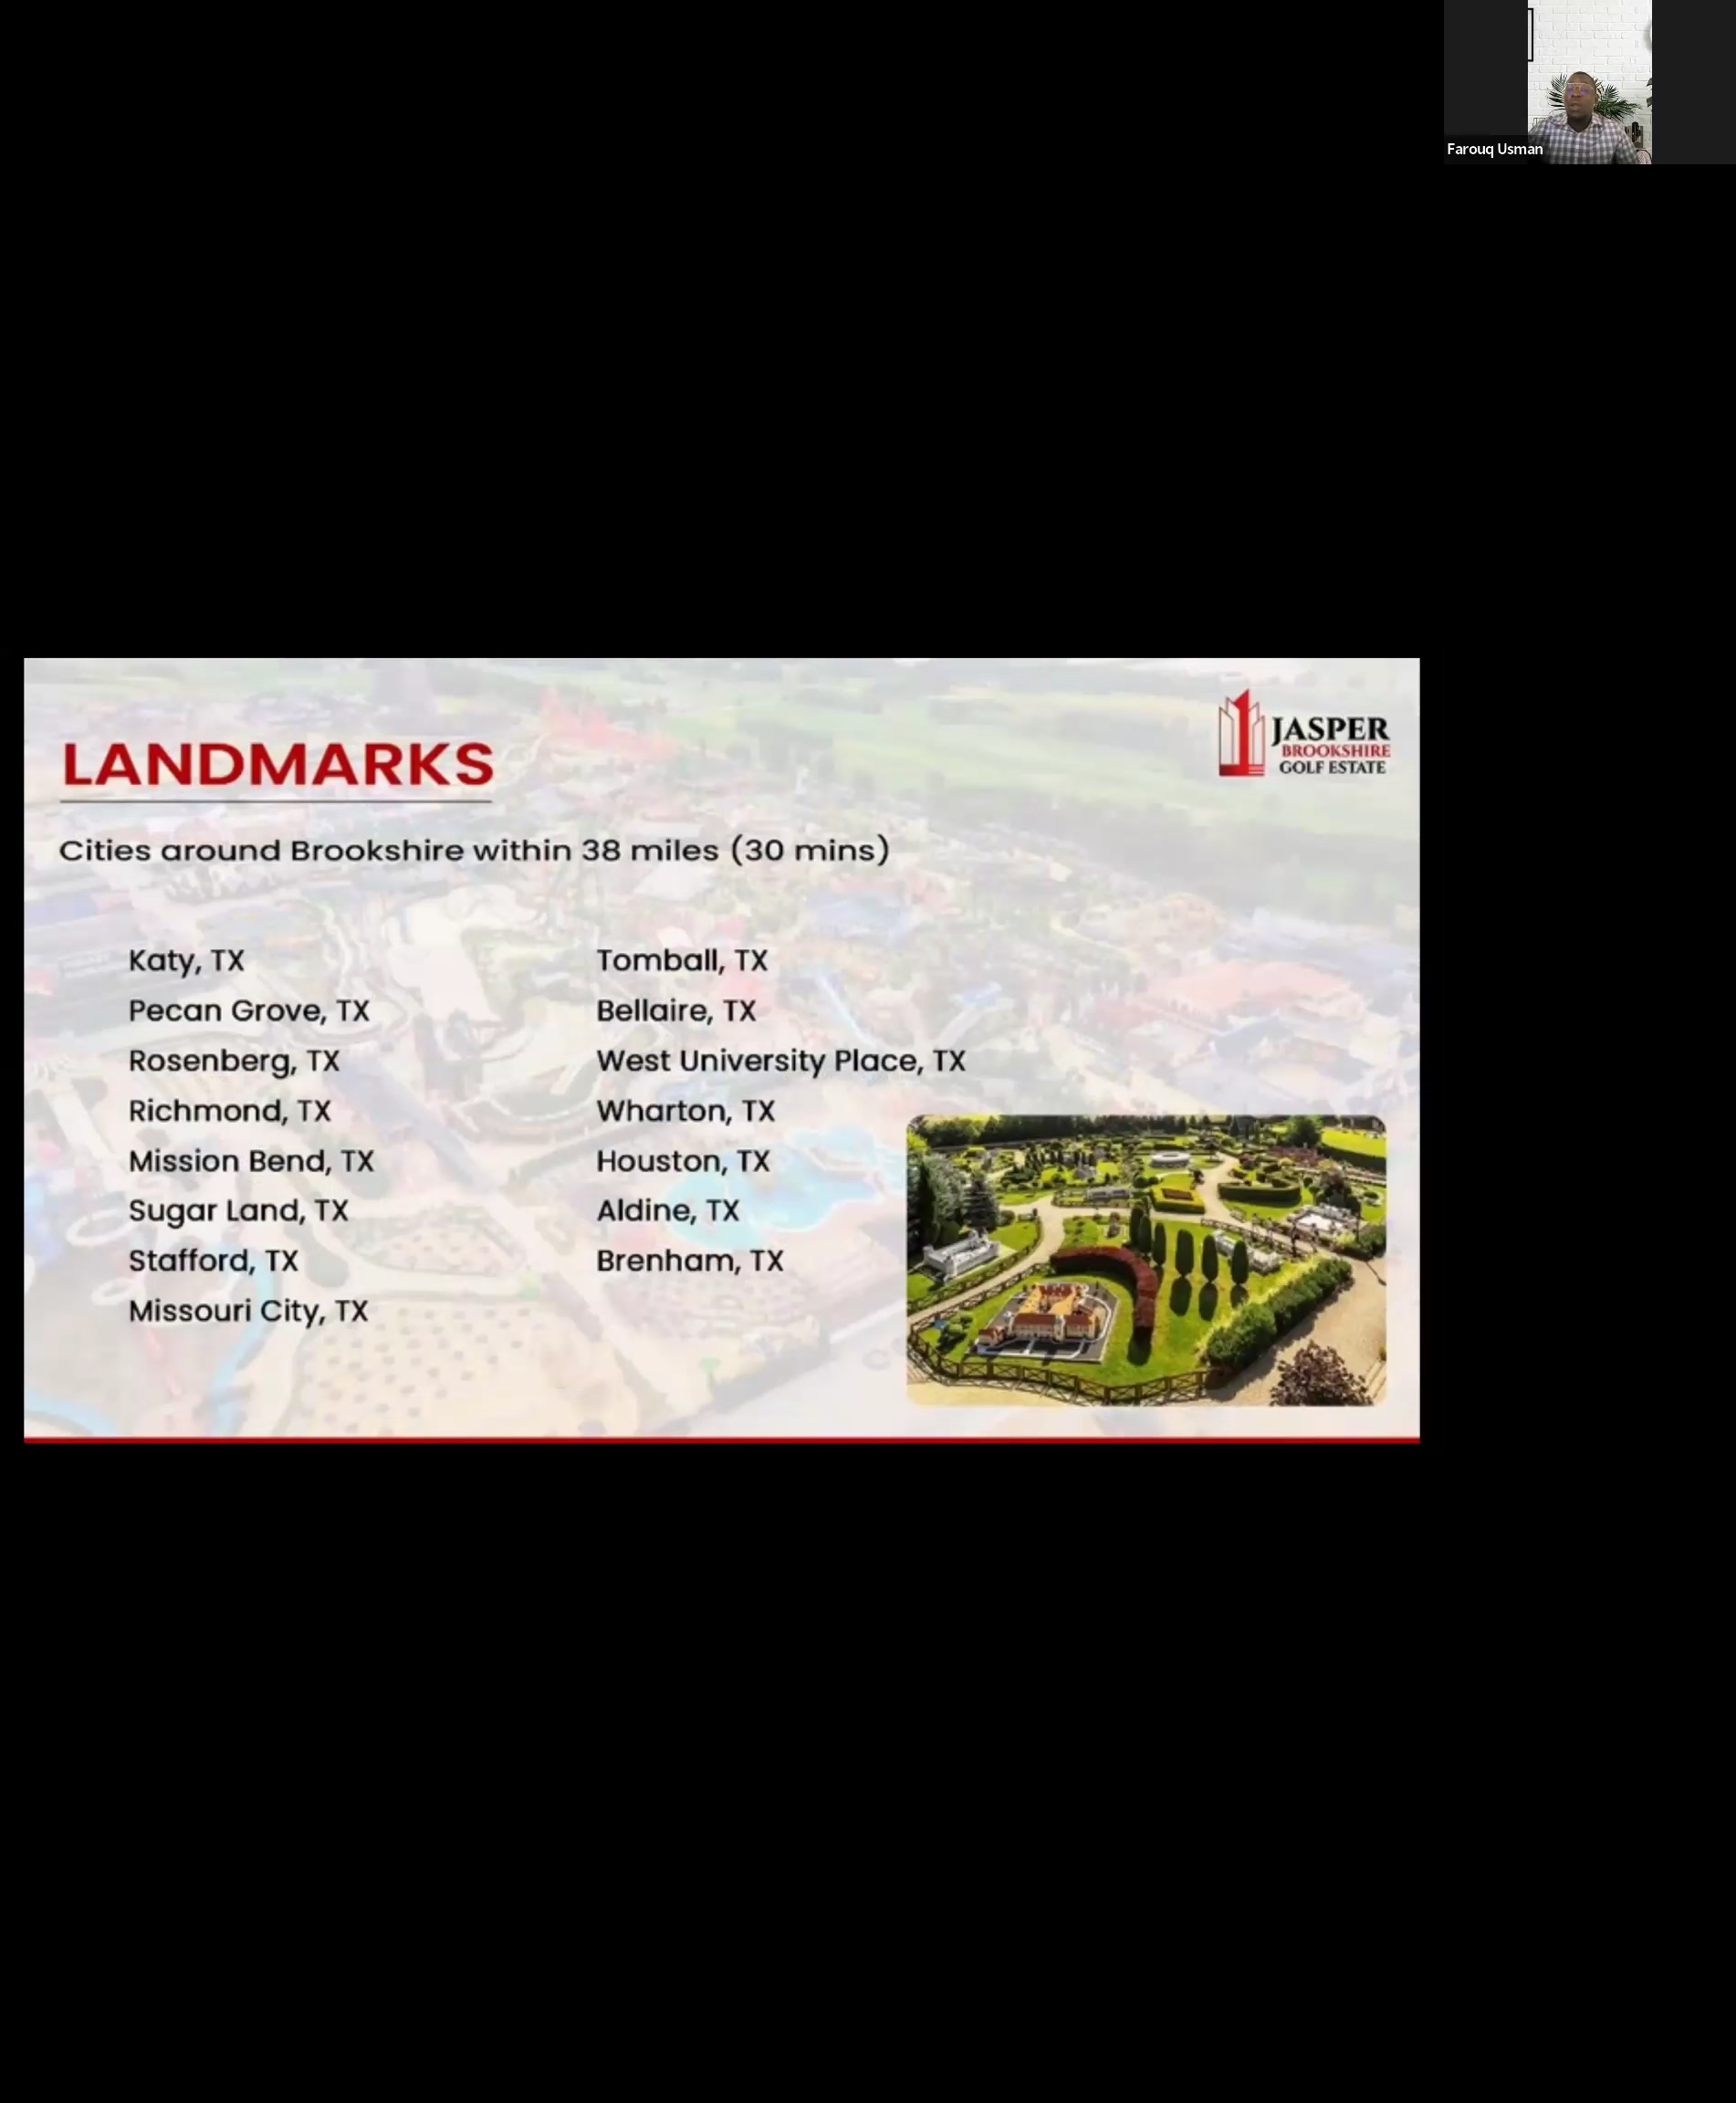 Farouq Usman
JASPER
BROOKSHIRE
GOLF ESTATE
LANDMARKS
Cities around Brookshire within 38 miles (30 mins)
Katy, TX
Pecan Grove, TX
Rosenberg, TX
Richmond, TX
Mission Bend, TX
Sugar Land, TX
Stafford, TX
Missouri City, TX
Tomball, TX
Bellaire, TX
West University Place, TX
Wharton, TX
Houston, TX
Aldine, TX
Brenham, TX